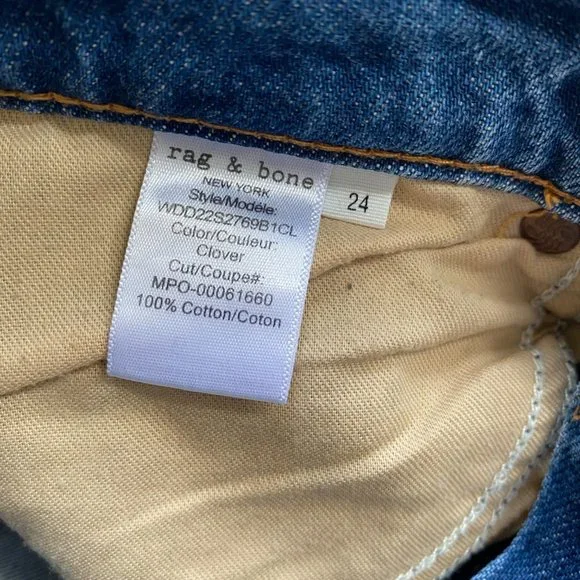 rag & bone
NEW YORK
Style/Modèle:
WDD22S2769B1CL
Color/Couleur:
Clover
Cut/Coupe#:
MPO-00061660
100% Cotton/Coton
24